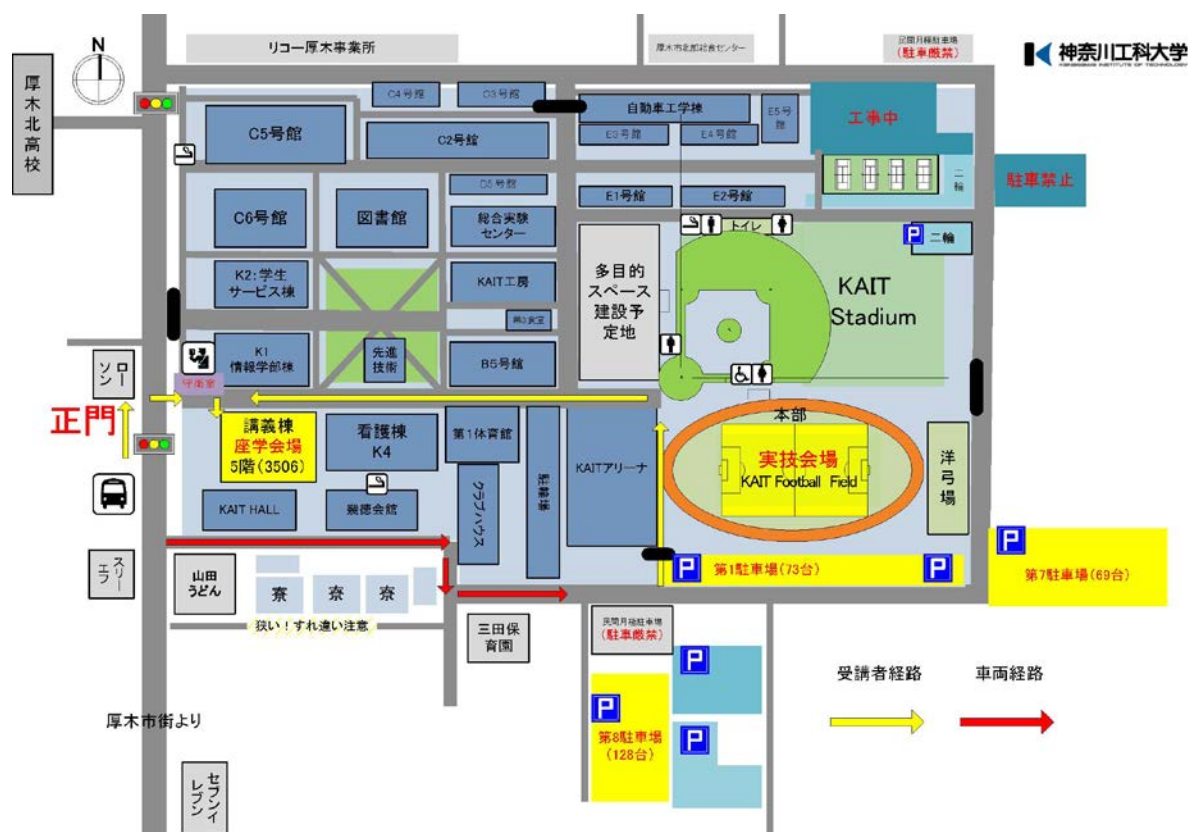 N
リコー厚木事業所
厚木市北部給食センター
民間月極駐車場
(駐車厳禁)
神奈川工科大学
KANAGAWA INSTITUTE OF TECHNOLOGY
厚木北高校
C4号館
C3号館
C5号館
C2号館
自動車工学棟
E3号館
E4号館
E5号館
工事中
二輪
駐車禁止
C6号館
図書館
総合実験
センター
E1号館
E2号館
トイレ
P
二輪
K2:学生
サービス棟
KAIT工房
多目的
スペース
建設予
定地
KAIT
Stadium
K1
情報学部棟
先進
技術
B5号館
ローソン
守衛室
正門
講義棟
座学会場
5階(3506)
看護棟
K4
第1体育館
駐輪場
KAITアリーナ
本部
実技会場
KAIT Football Field
洋弓場
KAIT HALL
幾徳会館
クラブハウス
スリーエフ
山田
うどん
寮
寮
寮
狭い!すれ違い注意
P
第1駐車場(73台)
P
P
第7駐車場(69台)
三田保
育園
民間月極駐車場
(駐車厳禁)
P
P
第8駐車場
(128台)
P
受講者経路
車両経路
厚木市街より
セブンイレブン